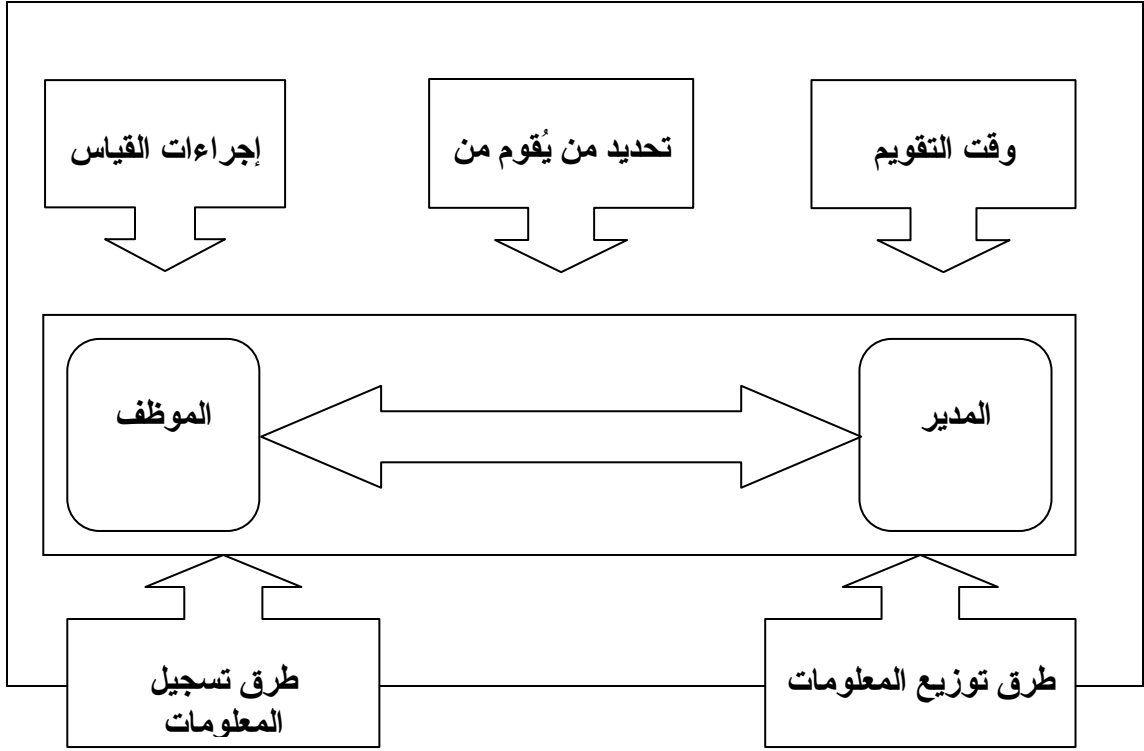 وقت التقويم
تحديد من يُقوم من
إجراءات القياس
المدير
الموظف
طرق توزيع المعلومات
طرق تسجيل
المعلومات